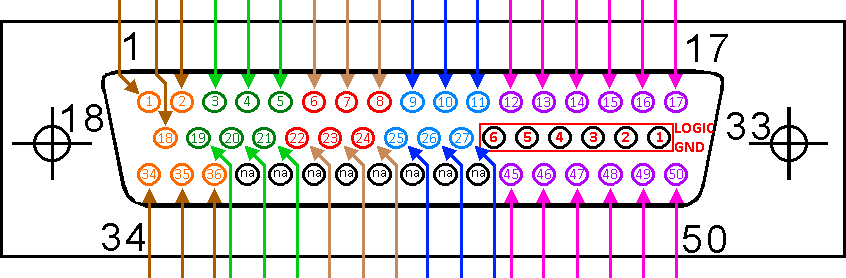 1 17
1 2 3 4 5 6 7 8 9 10 11 12 13 14 15 16 17
18 18 19 20 21 22 23 24 25 26 27 6 5 4 3 2 1 LOGIC GND 33
34 35 36 na na na na na na na na 45 46 47 48 49 50
34 50